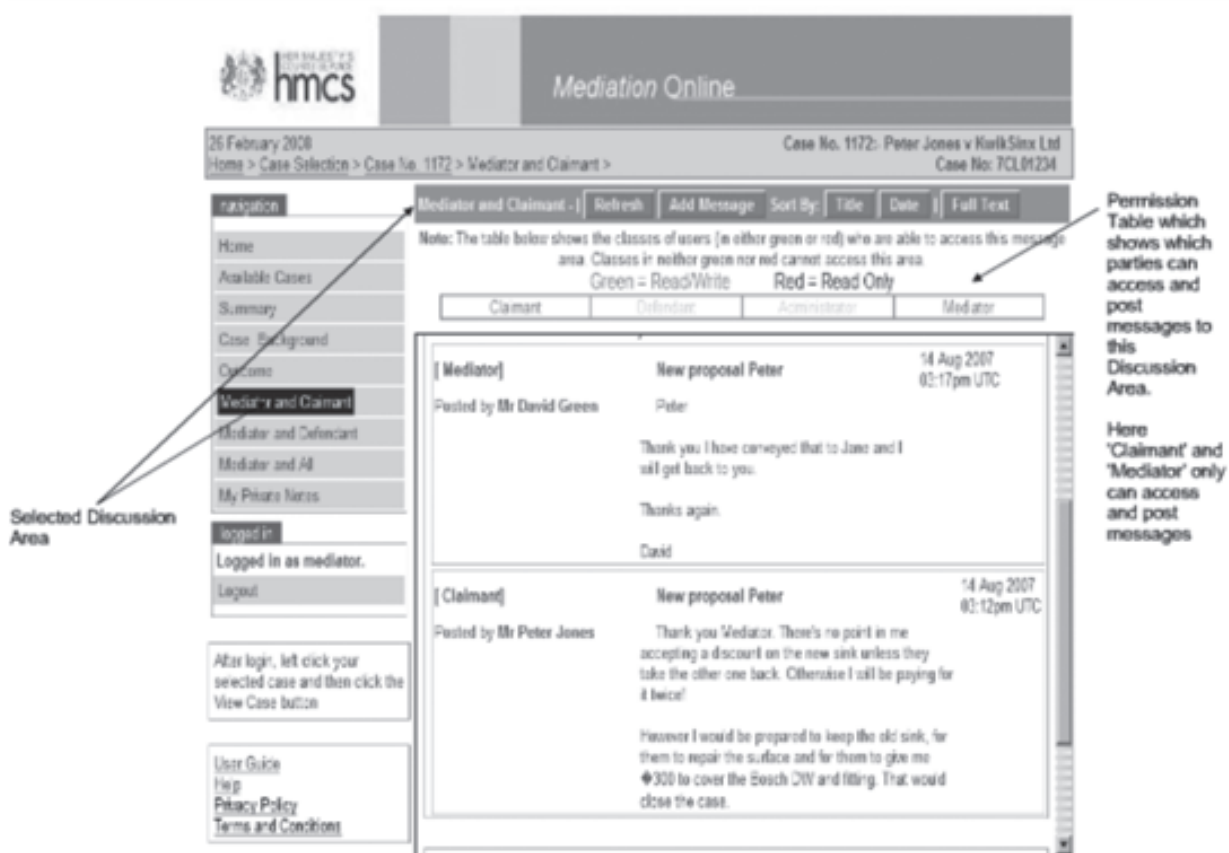 HER MAJESTY'S
COURTS SERVICE
hmcs
Mediation Online
26 February 2008
Home > Case Selection > Case No. 1172 > Mediator and Claimant >
Case No. 1172:- Peter Jones v KwikSinx Ltd
Case No: 7CL01234
navigation
Home
Available Cases
Summary
Case Background
Outcome
Mediator and Claimant
Mediator and Defendant
Mediator and All
My Private Notes
logged in
Logged in as mediator.
Logout
After login, left click your
selected case and then click the
View Case button
User Guide
Help
Privacy Policy
Terms and Conditions
Selected Discussion
Area
Mediator and Claimant - | Refresh Add Message Sort By: Title Date | Full Text
Note: The table below shows the classes of users (in either green or red) who are able to access this message
area. Classes in neither green nor red cannot access this area.
Green = Read/Write Red = Read Only
Claimant Defendant Administrator Mediator
[ Mediator] New proposal Peter 14 Aug 2007
03:17pm UTC
Posted by Mr David Green Peter
Thank you I have conveyed that to Jane and I
will get back to you.
Thanks again.
David
[ Claimant] New proposal Peter 14 Aug 2007
03:12pm UTC
Posted by Mr Peter Jones Thank you Mediator. There's no point in me
accepting a discount on the new sink unless they
take the other one back. Otherwise I will be paying for
it twice!
However I would be prepared to keep the old sink, for
them to repair the surface and for them to give me
�300 to cover the Bosch DW and fitting. That would
close the case.
Permission
Table which
shows which
parties can
access and
post
messages to
this
Discussion
Area.
Here
'Claimant' and
'Mediator' only
can access
and post
messages